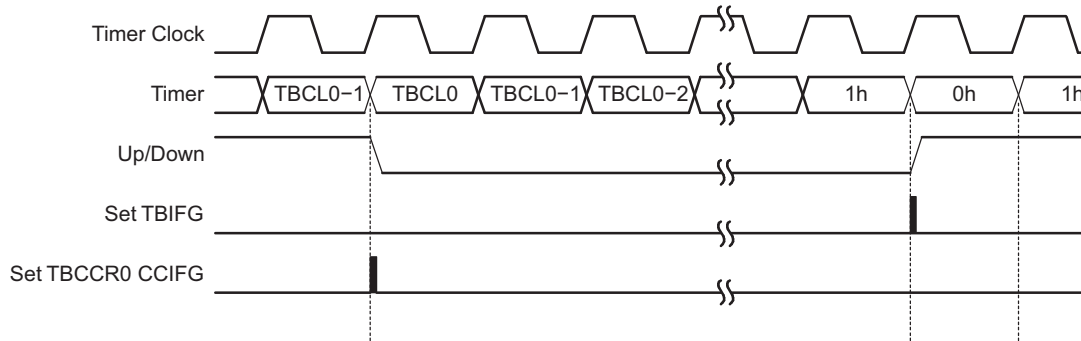 Timer Clock
Timer TBCL0−1 TBCL0 TBCL0−1 TBCL0−2 1h 0h 1h
Up/Down
Set TBIFG
Set TBCCR0 CCIFG